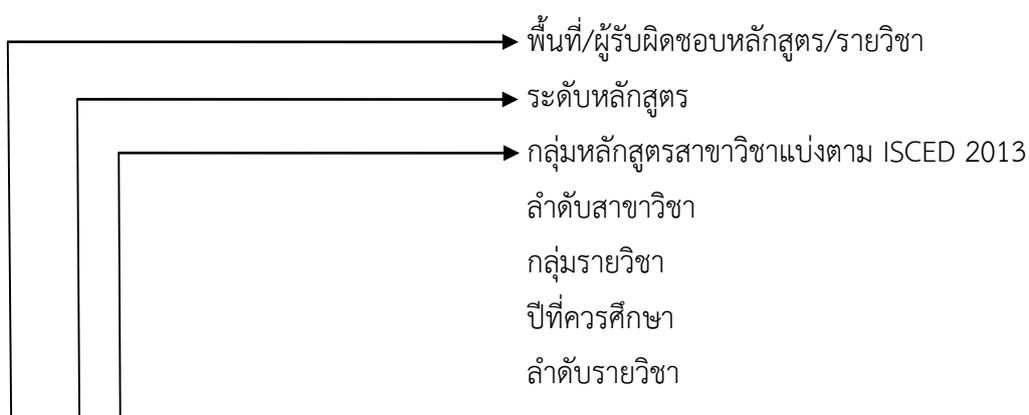 พื้นที่/ผู้รับผิดชอบหลักสูตร/รายวิชา
ระดับหลักสูตร
กลุ่มหลักสูตรสาขาวิชาแบ่งตาม ISCED 2013
ลำดับสาขาวิชา
กลุ่มรายวิชา
ปีที่ควรศึกษา
ลำดับรายวิชา